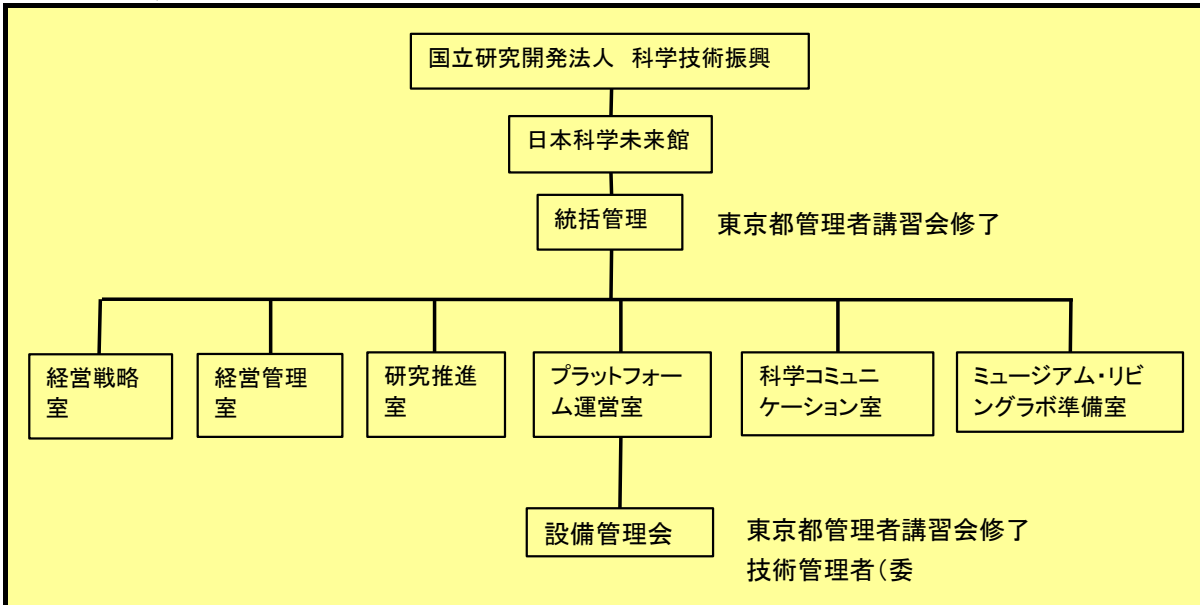 国立研究開発法人　科学技術振興
日本科学未来館
統括管理
東京都管理者講習会修了
経営戦略
室
経営管理
室
研究推進
室
プラットフォー
ム運営室
科学コミュニ
ケーション室
ミュージアム・リビ
ングラボ準備室
設備管理会
東京都管理者講習会修了
技術管理者（委